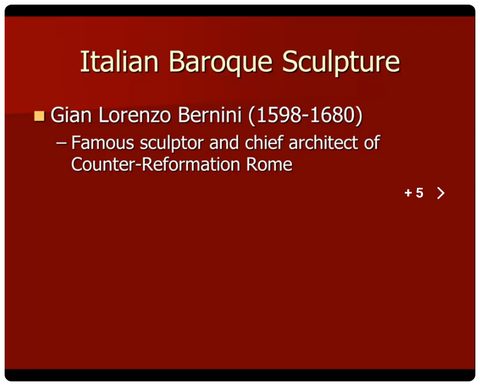 Italian Baroque Sculpture
Gian Lorenzo Bernini (1598-1680)
– Famous sculptor and chief architect of
Counter-Reformation Rome
+ 5